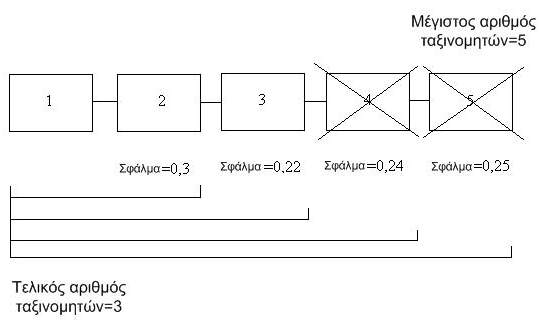 Μέγιστος αριθμός
ταξινομητών=5
1
2
3
4
5
Σφάλμα=0,3
Σφάλμα=0,22
Σφάλμα=0,24
Σφάλμα=0,25
Τελικός αριθμός
ταξινομητών=3